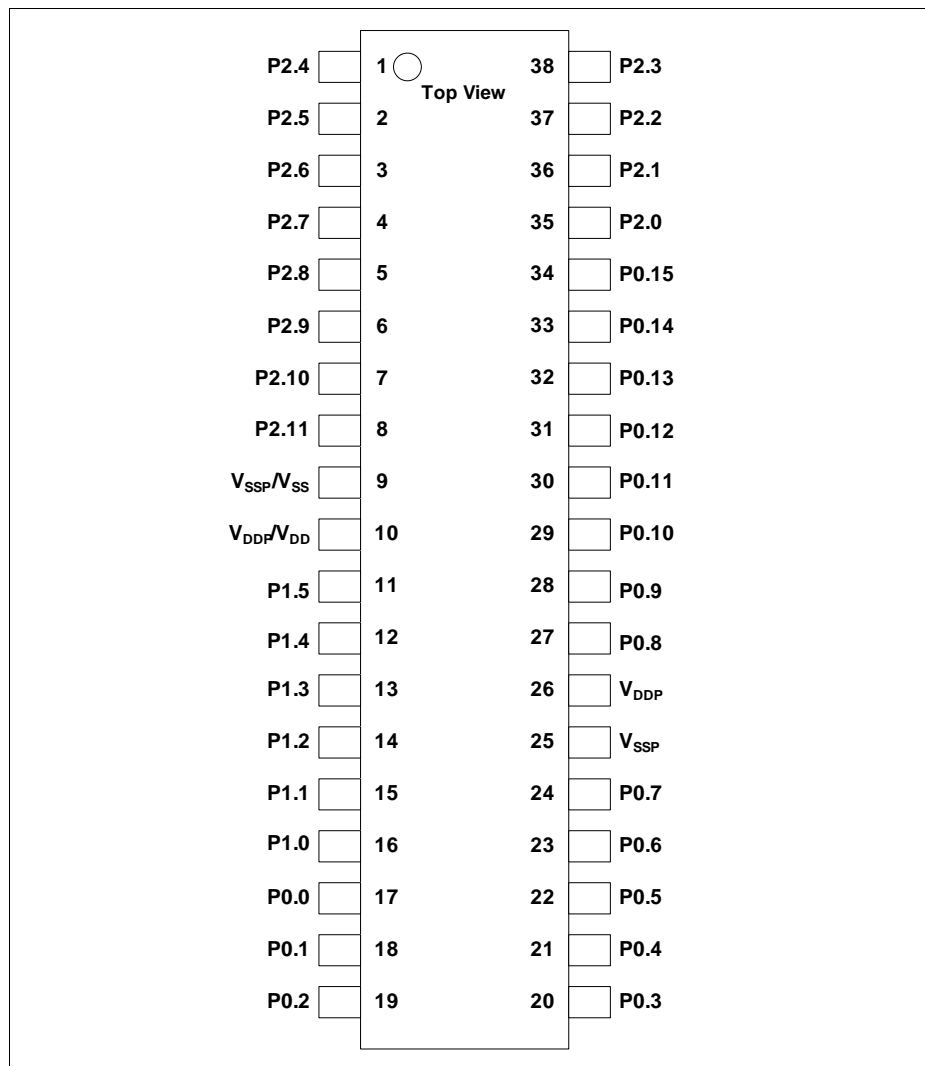 P2.4 1 38 P2.3
Top View
P2.5 2 37 P2.2
P2.6 3 36 P2.1
P2.7 4 35 P2.0
P2.8 5 34 P0.15
P2.9 6 33 P0.14
P2.10 7 32 P0.13
P2.11 8 31 P0.12
VSSP/VSS 9 30 P0.11
VDDP/VDD 10 29 P0.10
P1.5 11 28 P0.9
P1.4 12 27 P0.8
P1.3 13 26 VDDP
P1.2 14 25 VSSP
P1.1 15 24 P0.7
P1.0 16 23 P0.6
P0.0 17 22 P0.5
P0.1 18 21 P0.4
P0.2 19 20 P0.3